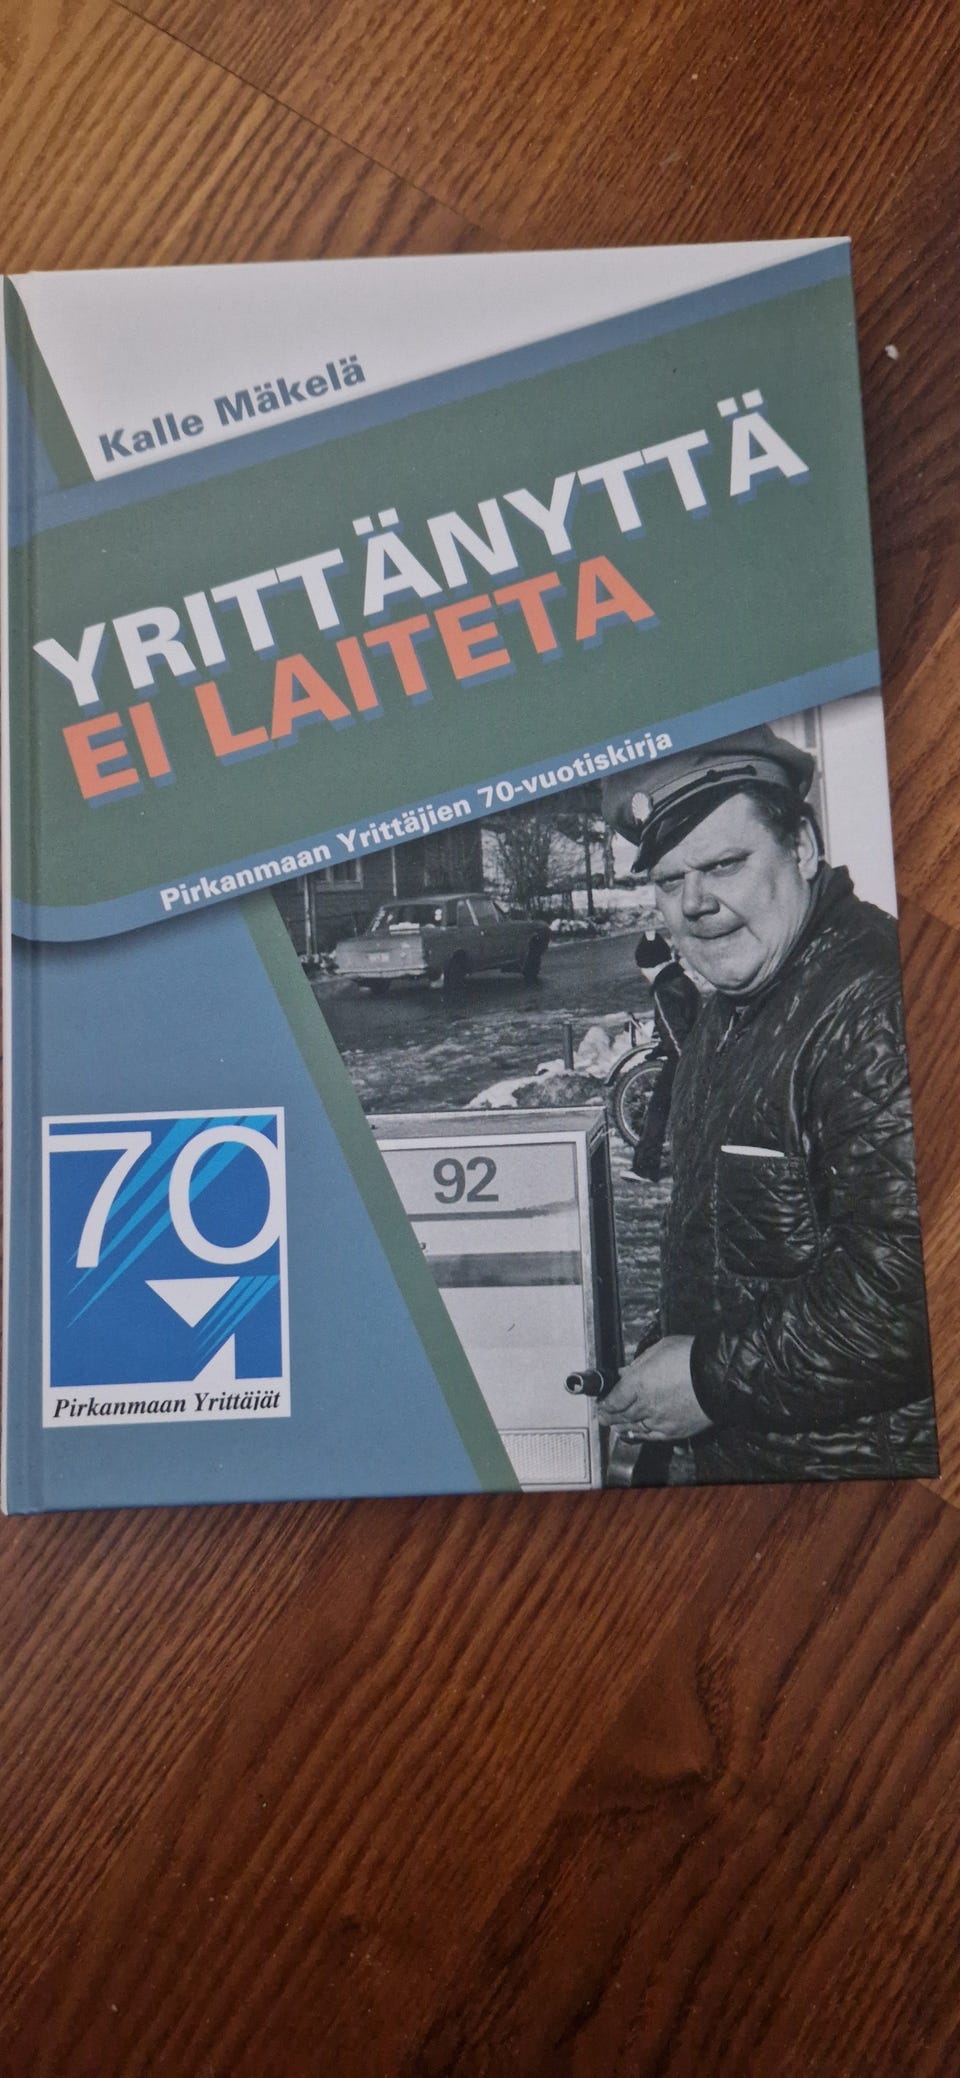 Kalle Mäkelä
YRITTÄNYTTÄ
EI LAITETA
Pirkanmaan Yrittäjien 70-vuotiskirja
92
70
Pirkanmaan Yrittäjät